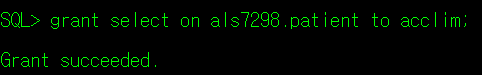 SQL> grant select on als7298.patient to acclim;
Grant succeeded.